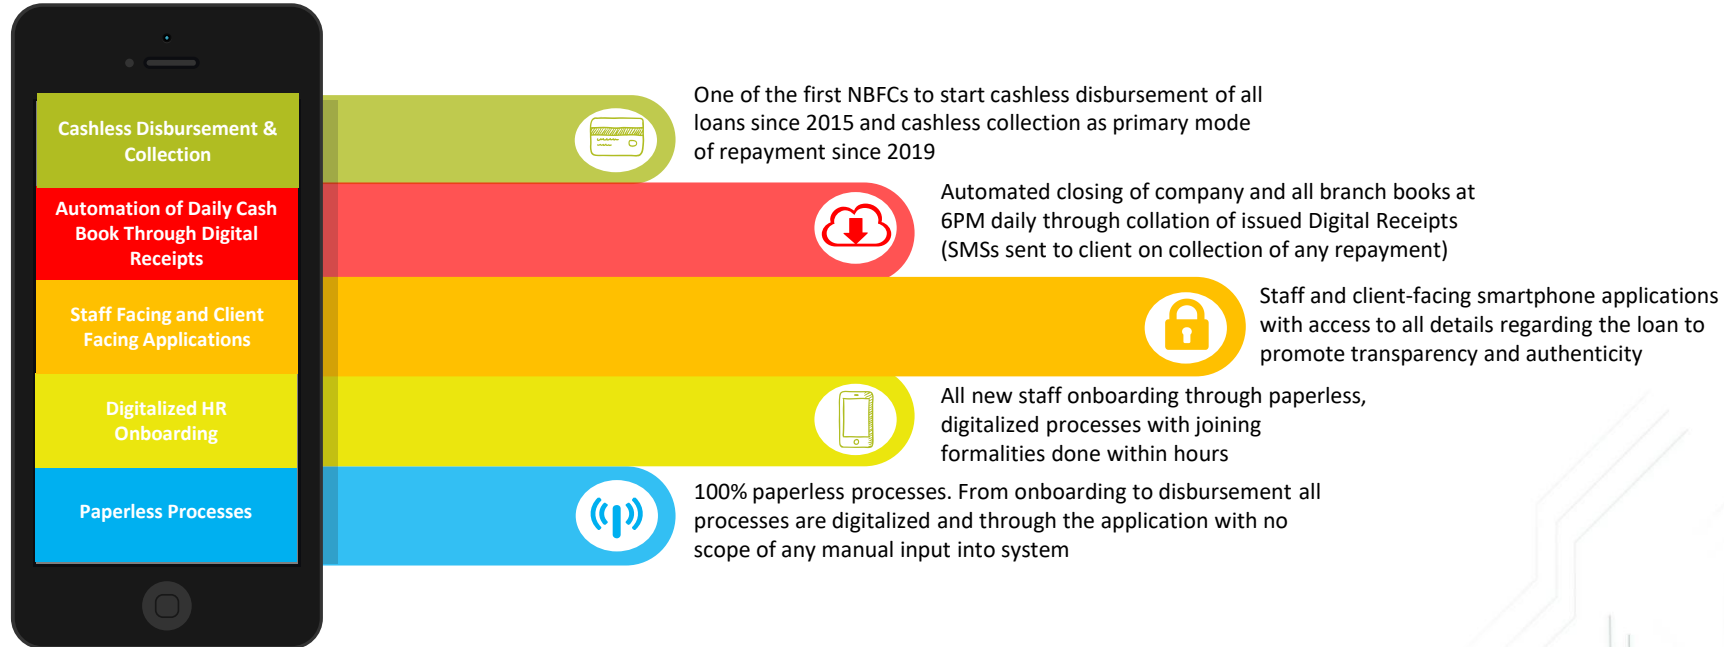 Cashless Disbursement &
Collection
One of the first NBFCs to start cashless disbursement of all
loans since 2015 and cashless collection as primary mode
of repayment since 2019
Automation of Daily Cash
Book Through Digital
Receipts
Automated closing of company and all branch books at
6PM daily through collation of issued Digital Receipts
(SMSs sent to client on collection of any repayment)
Staff Facing and Client
Facing Applications
Staff and client-facing smartphone applications
with access to all details regarding the loan to
promote transparency and authenticity
Digitalized HR
Onboarding
All new staff onboarding through paperless,
digitalized processes with joining
formalities done within hours
Paperless Processes
100% paperless processes. From onboarding to disbursement all
processes are digitalized and through the application with no
scope of any manual input into system